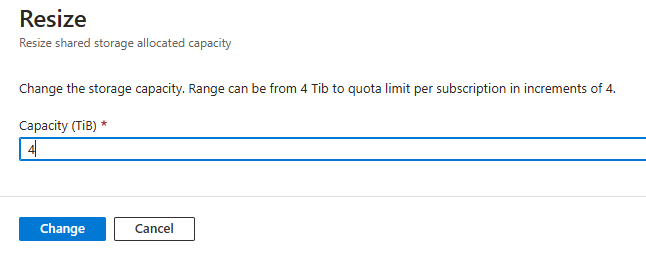 Resize
Resize shared storage allocated capacity
Change the storage capacity. Range can be from 4 Tib to quota limit per subscription in increments of 4.
Capacity (TiB) *
4
Change Cancel